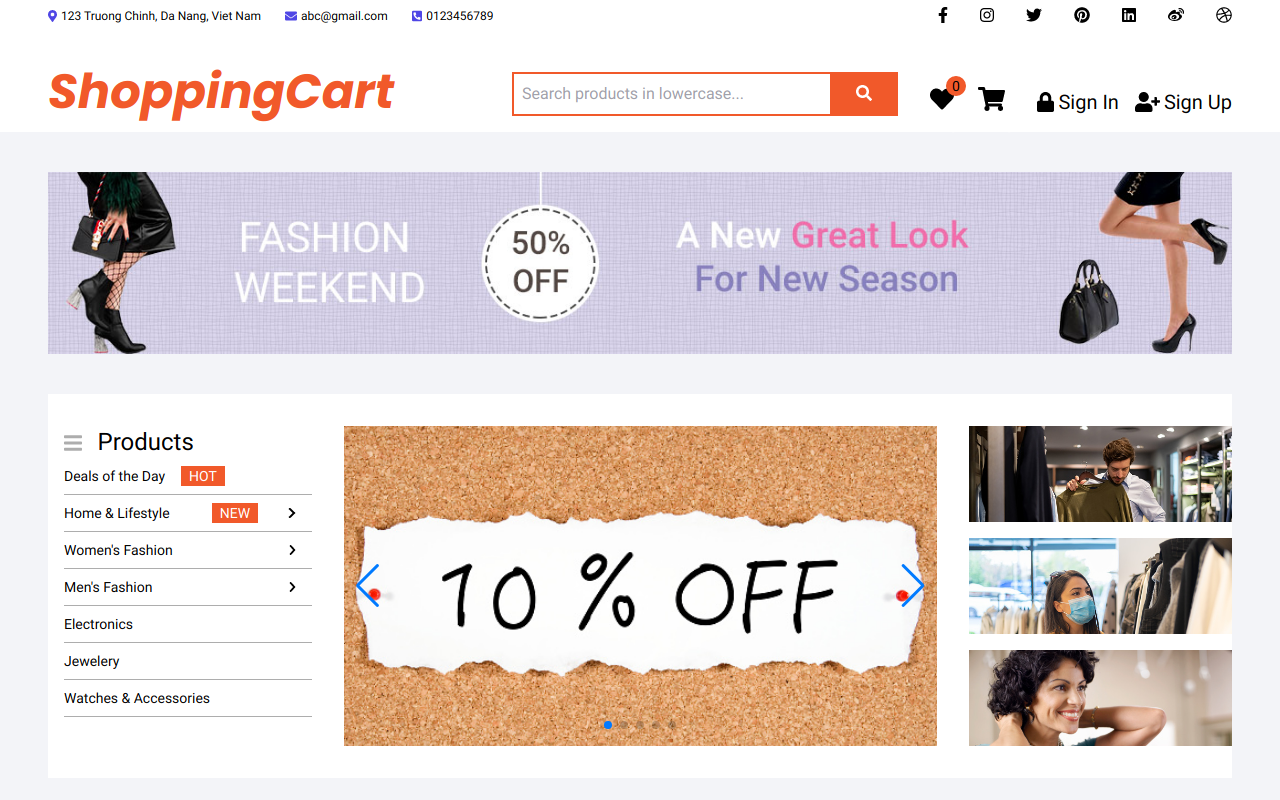 123 Truong Chinh, Da Nang, Viet Nam
abc@gmail.com
0123456789
ShoppingCart
Search products in lowercase...
0
Sign In
Sign Up
FASHION
WEEKEND
50%
OFF
A New Great Look
For New Season
Products
Deals of the Day HOT
Home & Lifestyle NEW
Women's Fashion
Men's Fashion
Electronics
Jewelery
Watches & Accessories
10 % OFF